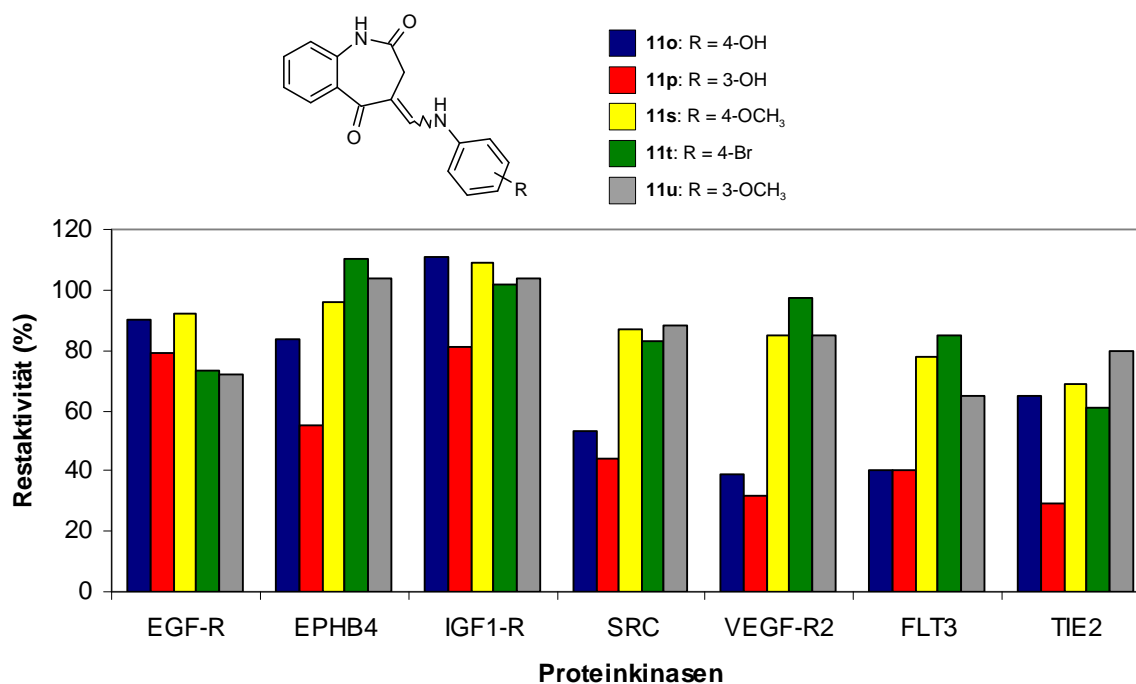 O
H
N
11o: R = 4-OH
11p: R = 3-OH
11s: R = 4-OCH₃
11t: R = 4-Br
11u: R = 3-OCH₃
O
H
N
R
Restaktivität (%)
120
100
80
60
40
20
0
EGF-R EPHB4 IGF1-R SRC VEGF-R2 FLT3 TIE2
Proteinkinasen